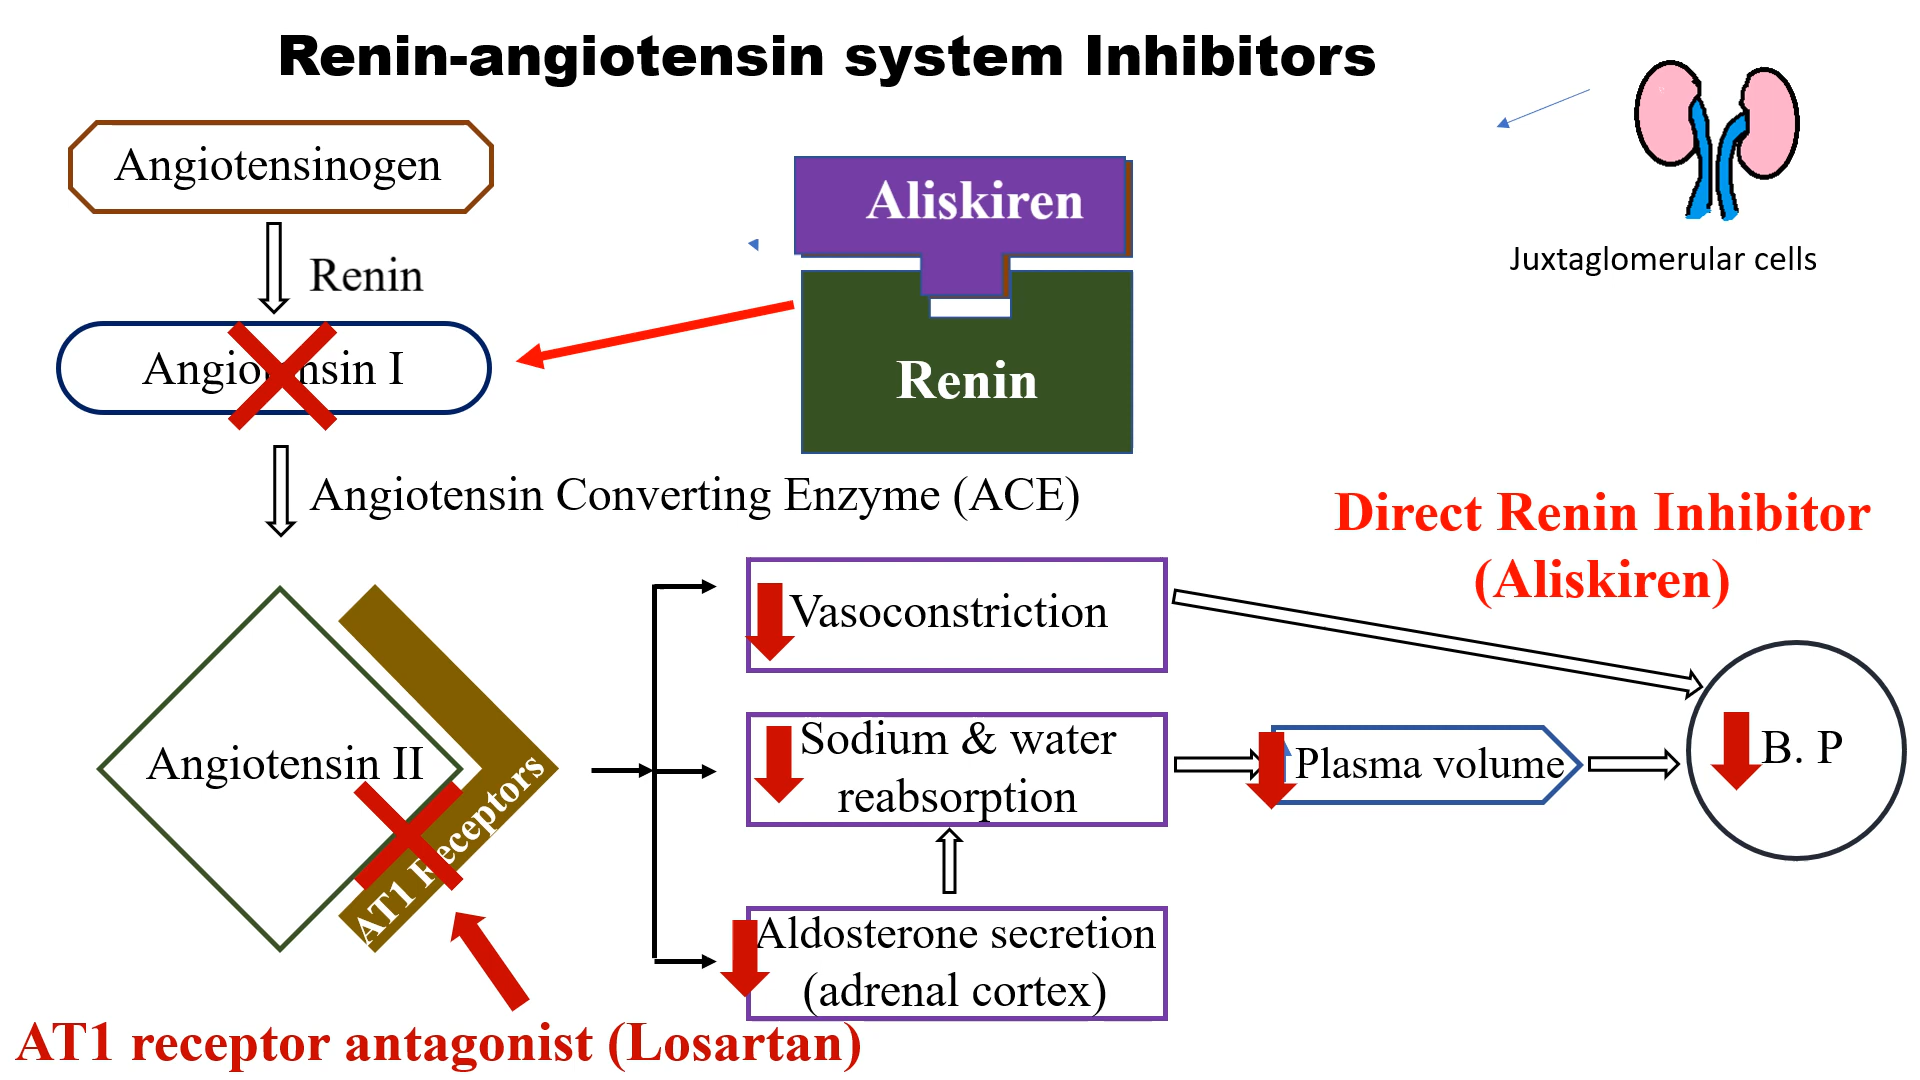 Renin-angiotensin system Inhibitors
Angiotensinogen
Renin
Angiotensin I
Angiotensin Converting Enzyme (ACE)
Aliskiren
Renin
Juxtaglomerular cells
Direct Renin Inhibitor
(Aliskiren)
Angiotensin II
AT1 Receptors
Vasoconstriction
Sodium & water
reabsorption
Aldosterone secretion
(adrenal cortex)
Plasma volume
B. P
AT1 receptor antagonist (Losartan)